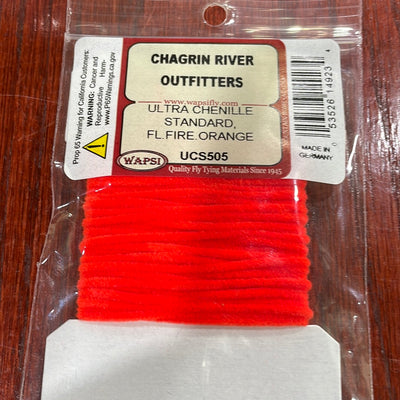 CHAGRIN RIVER
OUTFITTERS
www.wapsifly.com
ULTRA CHENILLE
STANDARD,
FL.FIRE.ORANGE
UCS505
WAPSI
Quality Fly Tying Materials Since 1945
Prop 65 Warning for California Customers:
WARNING:
Cancer and
Reproductive Harm-
www.P65Warnings.ca.gov
MADE IN
GERMANY
0 53526 14923 4